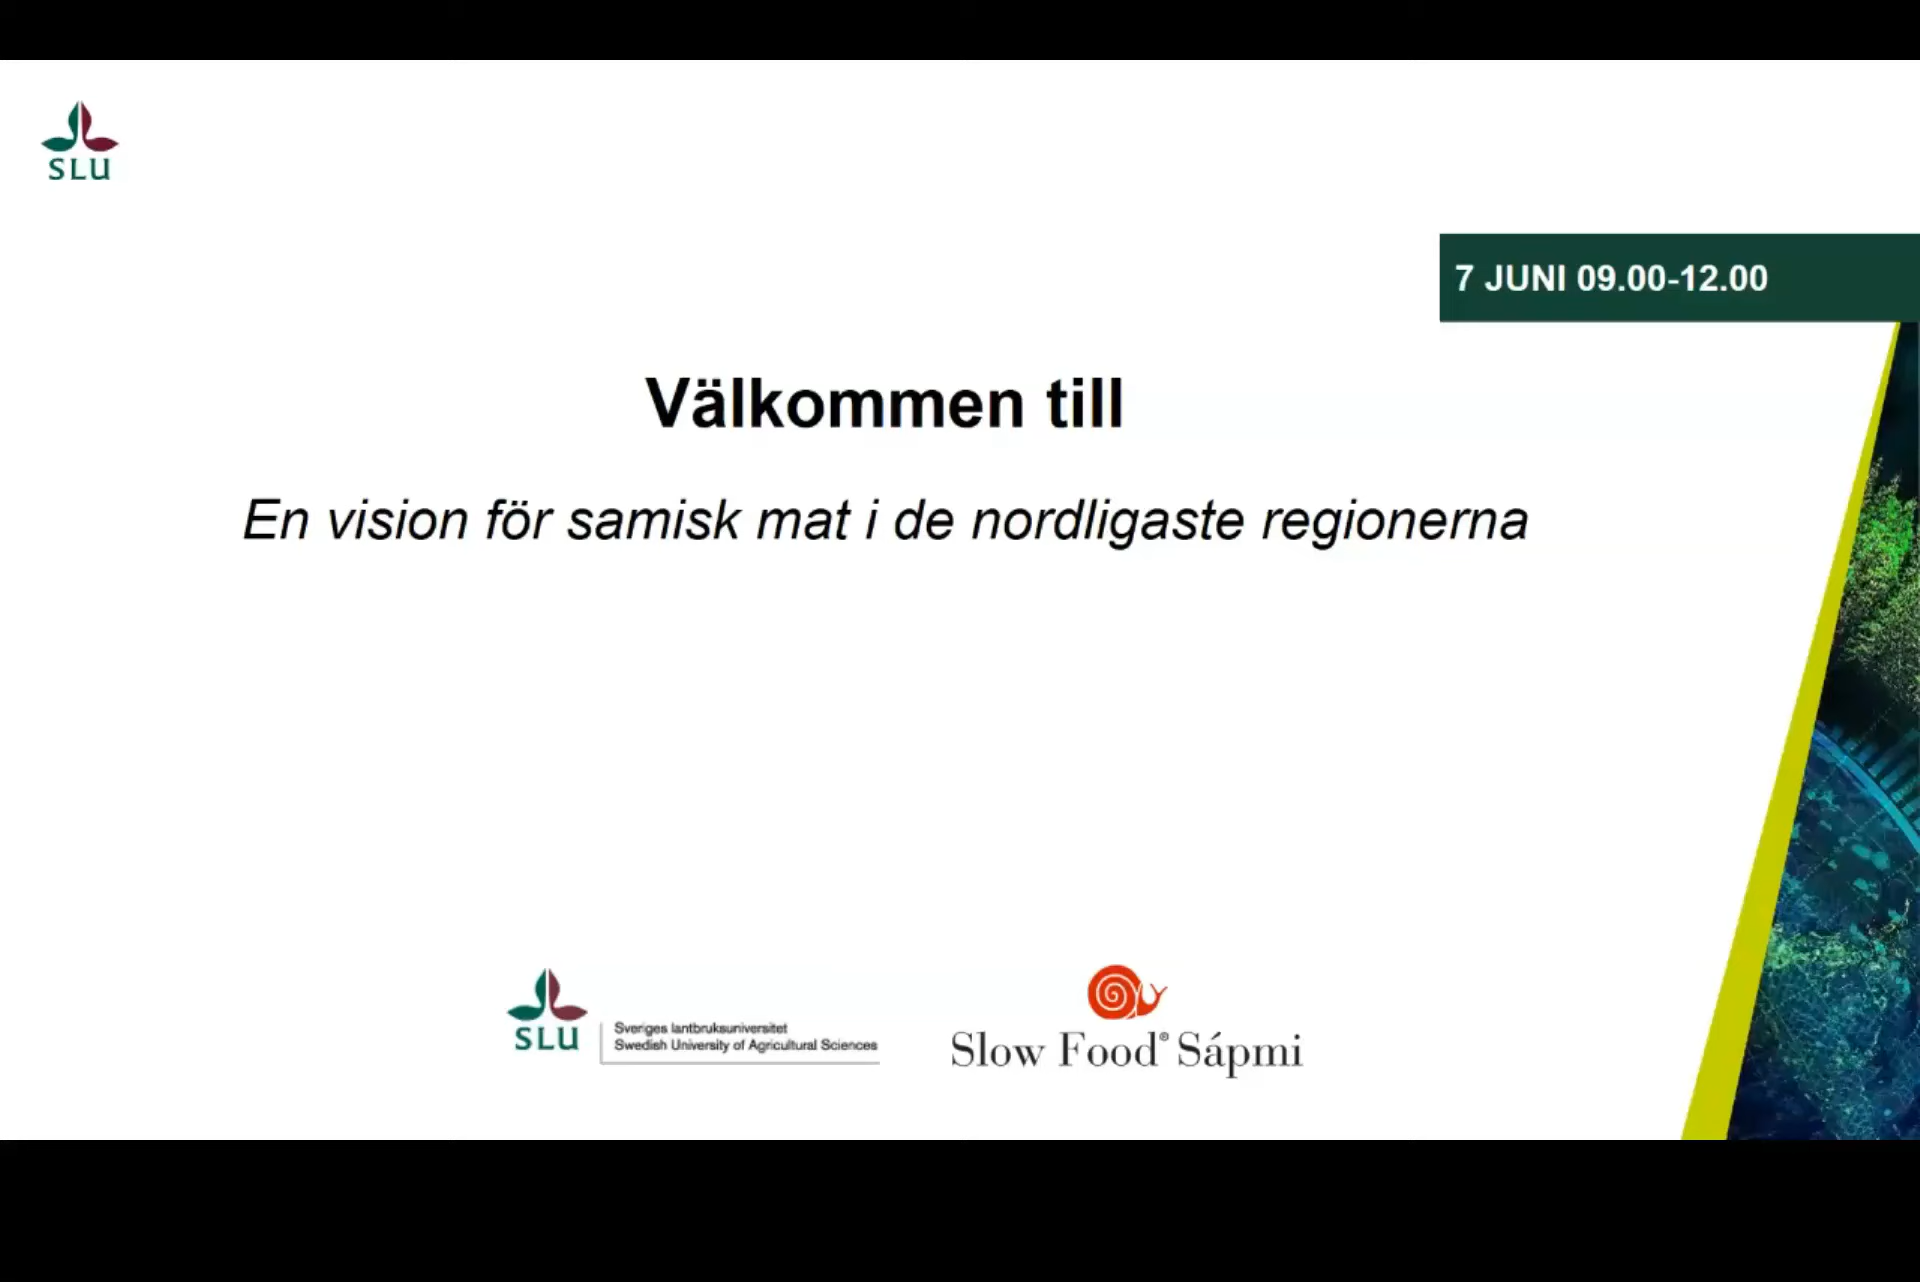 SLU
7 JUNI 09.00-12.00
Välkommen till
En vision för samisk mat i de nordligaste regionerna
SLU
Sveriges lantbruksuniversitet
Swedish University of Agricultural Sciences
Slow Food® Sápmi